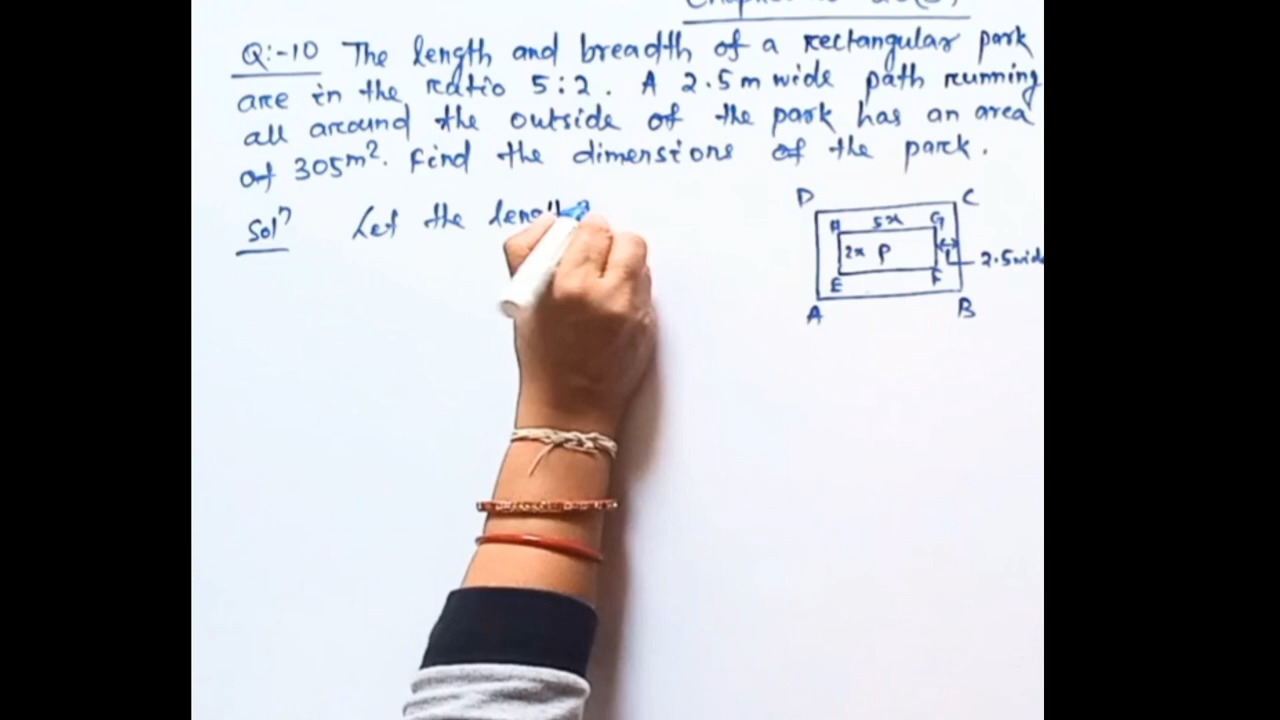 Q:-10 The length and breadth of a rectangular park
are in the ratio 5:2. A 2.5m wide path running
all around the outside of the park has an area
of 305m². Find the dimensions of the park.
Solⁿ Let the length
D C
H 5x G
2x P 2.5wid
E F
A B